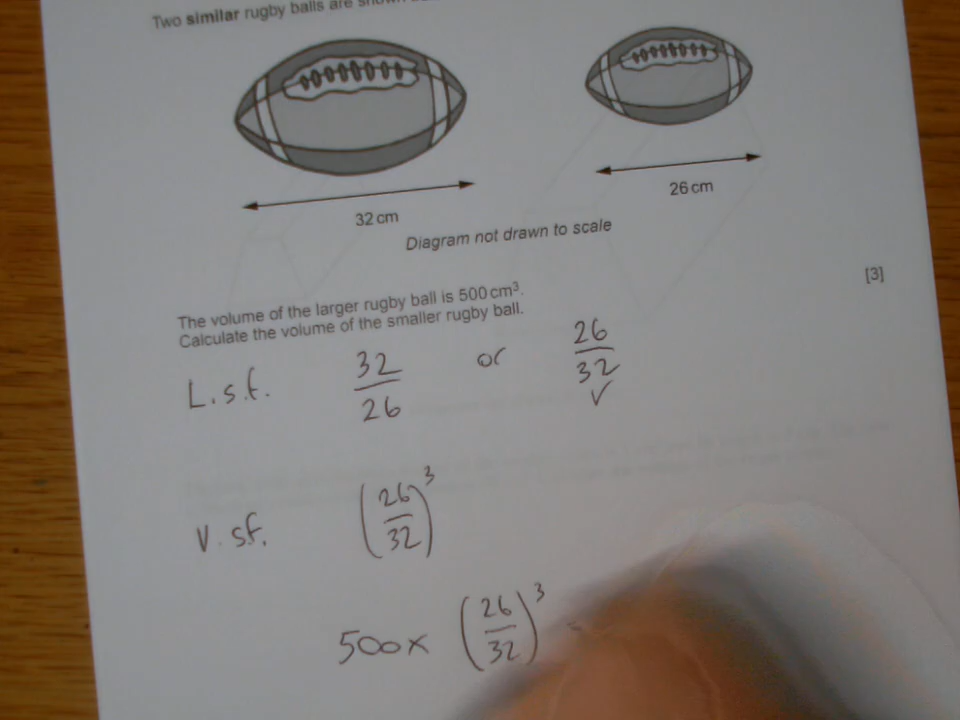 Two similar rugby balls are shown
32 cm
26 cm
Diagram not drawn to scale
[3]
The volume of the larger rugby ball is 500 cm³.
Calculate the volume of the smaller rugby ball.
L.s.f. 32/26 or 26/32 ✓
V.sf. (26/32)³
500 × (26/32)³ =